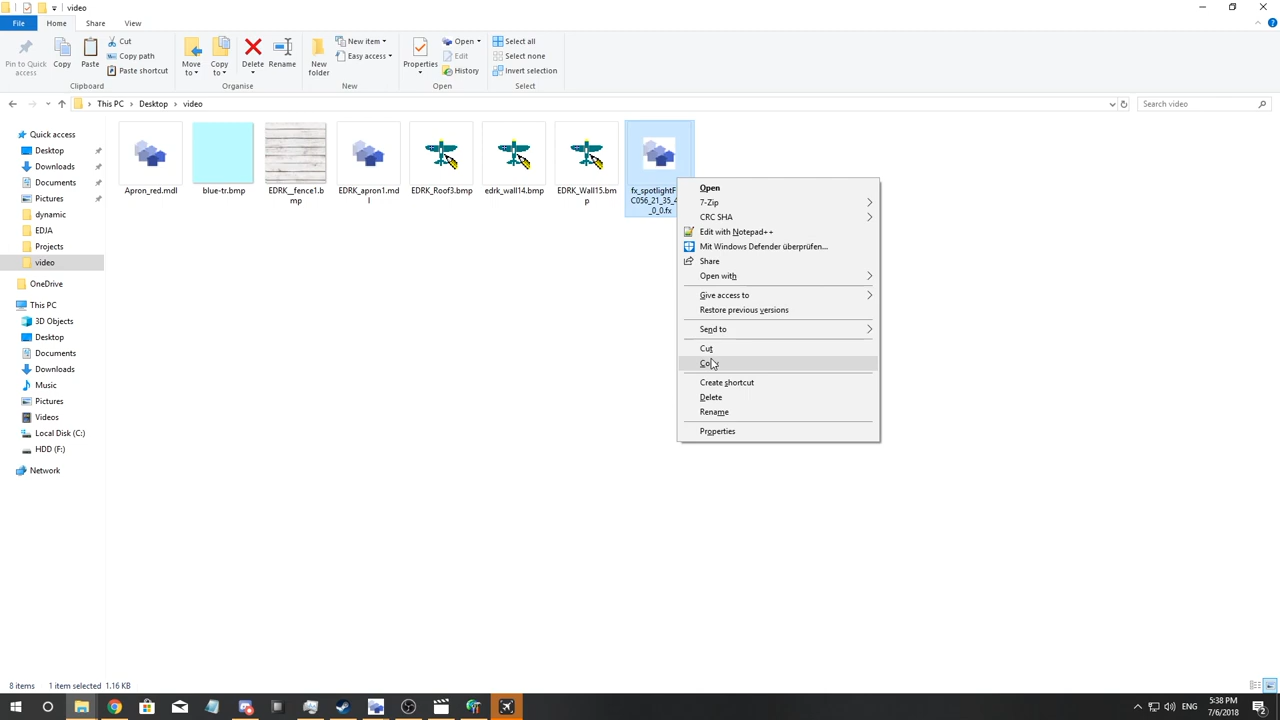 video
File
Home
Share
View
Pin to Quick
access
Copy
Paste
Cut
Copy path
Paste shortcut
Clipboard
Move
to
Copy
to
Delete
Rename
Organise
New
folder
New item
Easy access
New
Properties
Open
Edit
History
Open
Select all
Select none
Invert selection
Select
This PC
Desktop
video
Search video
Quick access
Desktop
Downloads
Documents
Pictures
dynamic
EDJA
Projects
video
OneDrive
This PC
3D Objects
Desktop
Documents
Downloads
Music
Pictures
Videos
Local Disk (C:)
HDD (F:)
Network
Apron_red.mdl
blue-tr.bmp
EDRK__fence1.b
mp
EDRK_apron1.md
l
EDRK_Roof3.bmp
edrk_wall14.bmp
EDRK_Wall15.bm
p
Open
7-Zip
CRC SHA
Edit with Notepad++
Mit Windows Defender überprüfen...
Share
Open with
Give access to
Restore previous versions
Send to
Cut
Create shortcut
Delete
Rename
Properties
8 items
1 item selected 1.16 KB
ENG
5:38 PM
7/6/2018